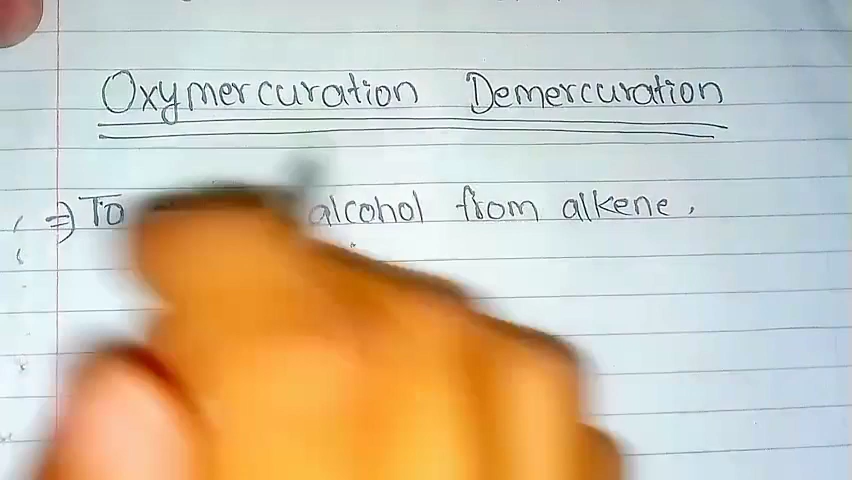 Oxymercuration Demercuration
⇒ To alcohol from alkene.